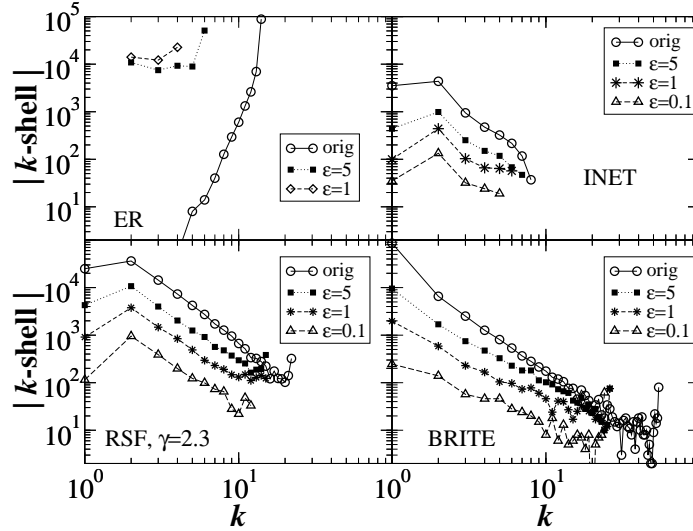 10^5
10^4
10^3
10^2
10^1
| k-shell |
ER
orig
ε=5
ε=1
INET
orig
ε=5
ε=1
ε=0.1
10^4
10^3
10^2
10^1
| k-shell |
RSF, γ=2.3
orig
ε=5
ε=1
ε=0.1
BRITE
orig
ε=5
ε=1
ε=0.1
10^0
10^1
k
10^0
10^1
k